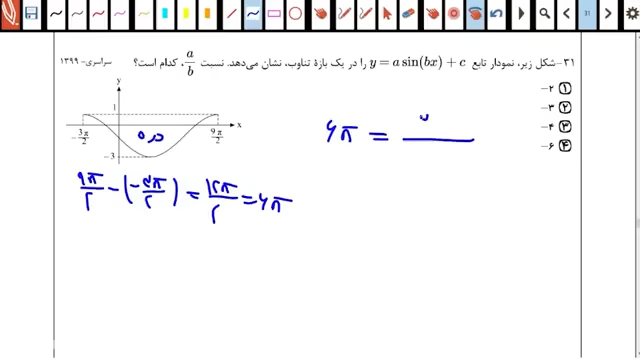 ۳۱–شکل زیر، نمودار تابع y = a sin(bx) + c را در یک بازهٔ تناوب، نشان می‌دهد. نسبت a/b، کدام است؟ سراسری- ۱۳۹۹
۱) -۲
۲) -۳
۳) -۴
۴) -۶
y
1
x
-3π/2
9π/2
-3
۶π =
۹π/۲ - (-۳π/۲) = ۱۲π/۲ = ۶π